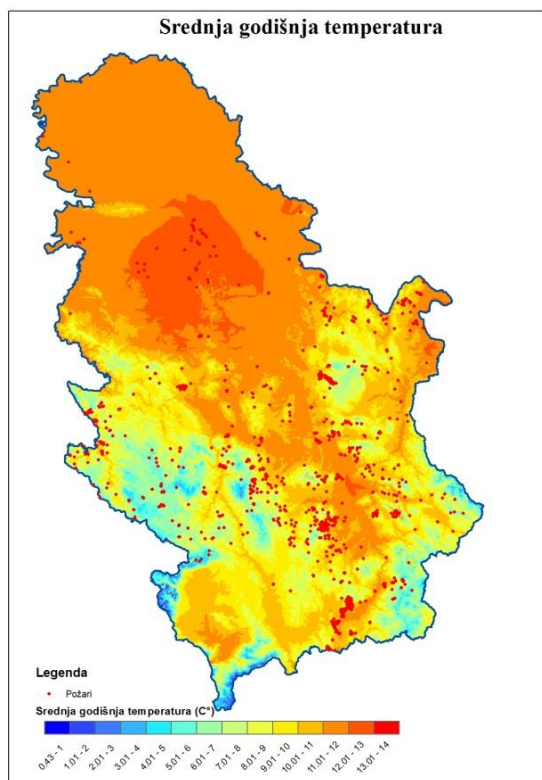 Srednja godišnja temperatura
Legenda
Požari
Srednja godišnja temperatura (C°)
0.43 - 1
1.01 - 2
2.01 - 3
3.01 - 4
4.01 - 5
5.01 - 6
6.01 - 7
7.01 - 8
8.01 - 9
9.01 - 10
10.01 - 11
11.01 - 12
12.01 - 13
13.01 - 14